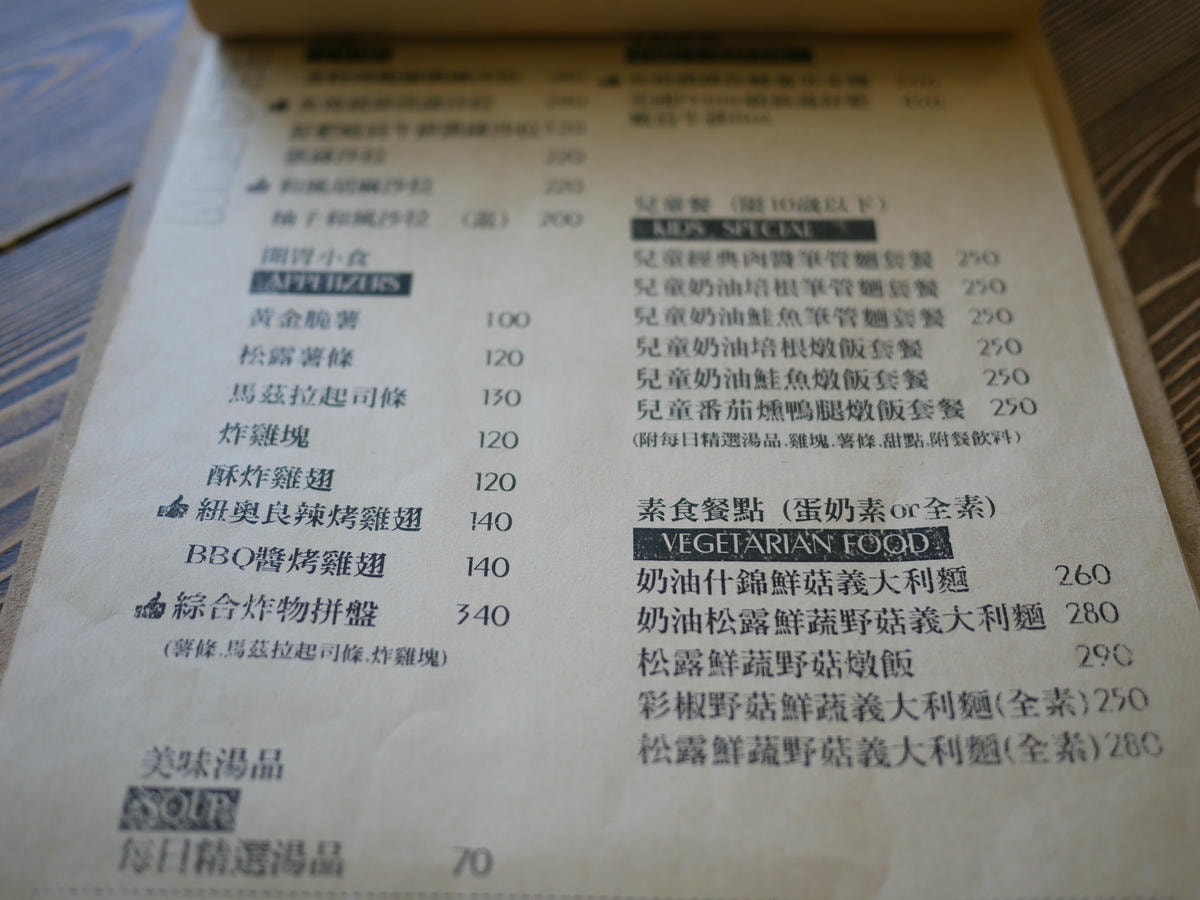 220
和風胡麻沙拉 220
柚子和風沙拉 200
開胃小食
APPETIZERS
黃金脆薯 100
松露薯條 120
馬茲拉起司條 130
炸雞塊 120
酥炸雞翅 120
紐奧良辣烤雞翅 140
BBQ醬烤雞翅 140
綜合炸物拼盤 340
(薯條.馬茲拉起司條.炸雞塊)
美味湯品
SOUP
每日精選湯品 70
兒童餐 (限10歲以下)
KIDS SPECIAL
兒童經典肉醬筆管麵套餐 250
兒童奶油培根筆管麵套餐 250
兒童奶油鮭魚筆管麵套餐 250
兒童奶油培根燉飯套餐 250
兒童奶油鮭魚燉飯套餐 250
兒童番茄燻鴨腿燉飯套餐 250
(附每日精選湯品.雞塊.薯條.甜點.附餐飲料)
素食餐點 (蛋奶素or全素)
VEGETARIAN FOOD
奶油什錦鮮菇義大利麵 260
奶油松露鮮蔬野菇義大利麵 280
松露鮮蔬野菇燉飯 290
彩椒野菇鮮蔬義大利麵(全素) 250
松露鮮蔬野菇義大利麵(全素) 280